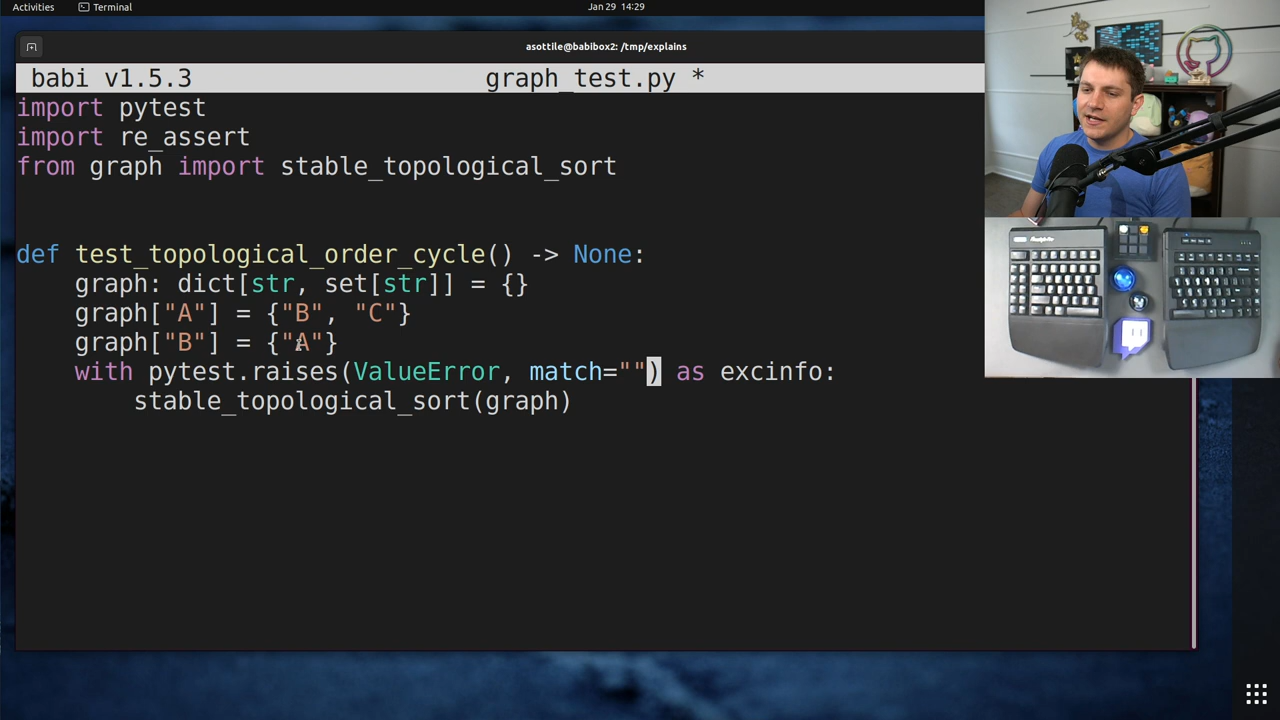 Activities
Terminal
Jan 29 14:29
asottile@babibox2: /tmp/explains
babi v1.5.3
graph_test.py *
import pytest
import re_assert
from graph import stable_topological_sort
def test_topological_order_cycle() -> None:
graph: dict[str, set[str]] = {}
graph["A"] = {"B", "C"}
graph["B"] = {"A"}
with pytest.raises(ValueError, match="") as excinfo:
stable_topological_sort(graph)